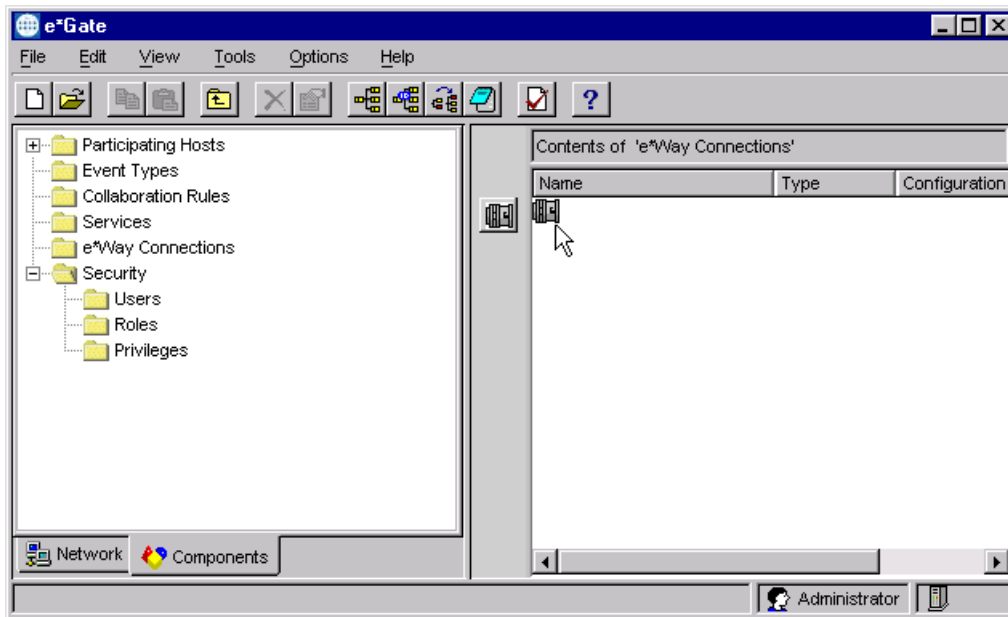 e*Gate
File Edit View Tools Options Help
?
Participating Hosts
Event Types
Collaboration Rules
Services
e*Way Connections
Security
Users
Roles
Privileges
Contents of 'e*Way Connections'
Name Type Configuration
Network Components
Administrator